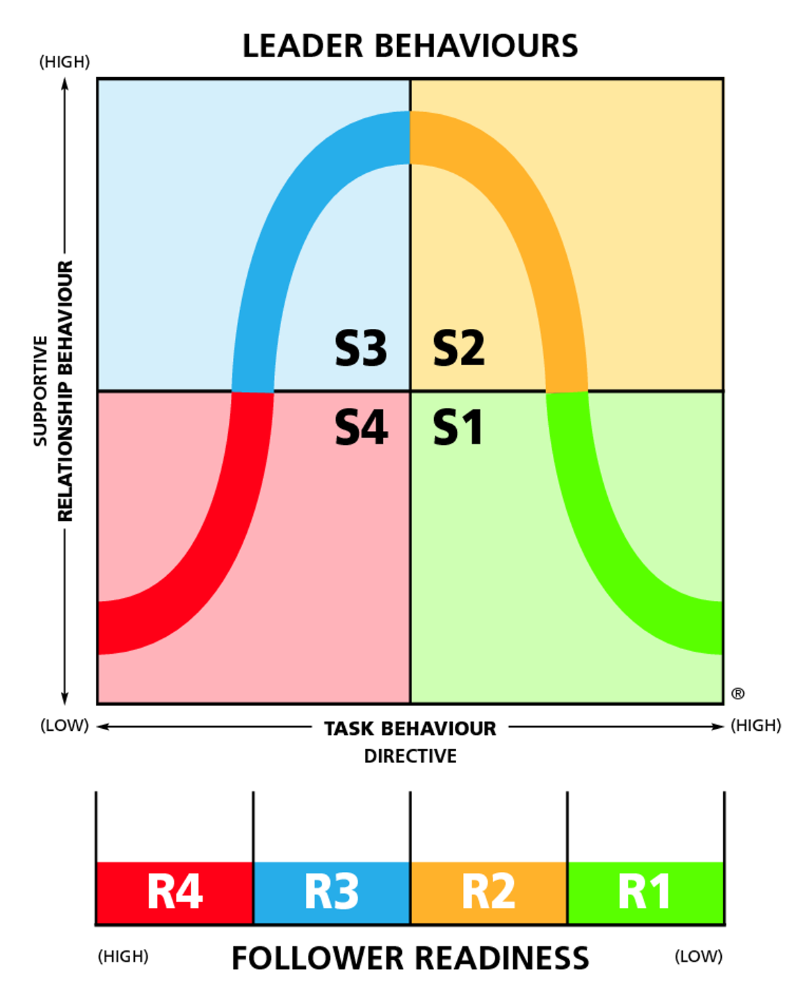 LEADER BEHAVIOURS
(HIGH)
SUPPORTIVE
RELATIONSHIP BEHAVIOUR
S3
S2
S4
S1
®
(LOW)
TASK BEHAVIOUR
(HIGH)
DIRECTIVE
R4
R3
R2
R1
(HIGH)
FOLLOWER READINESS
(LOW)